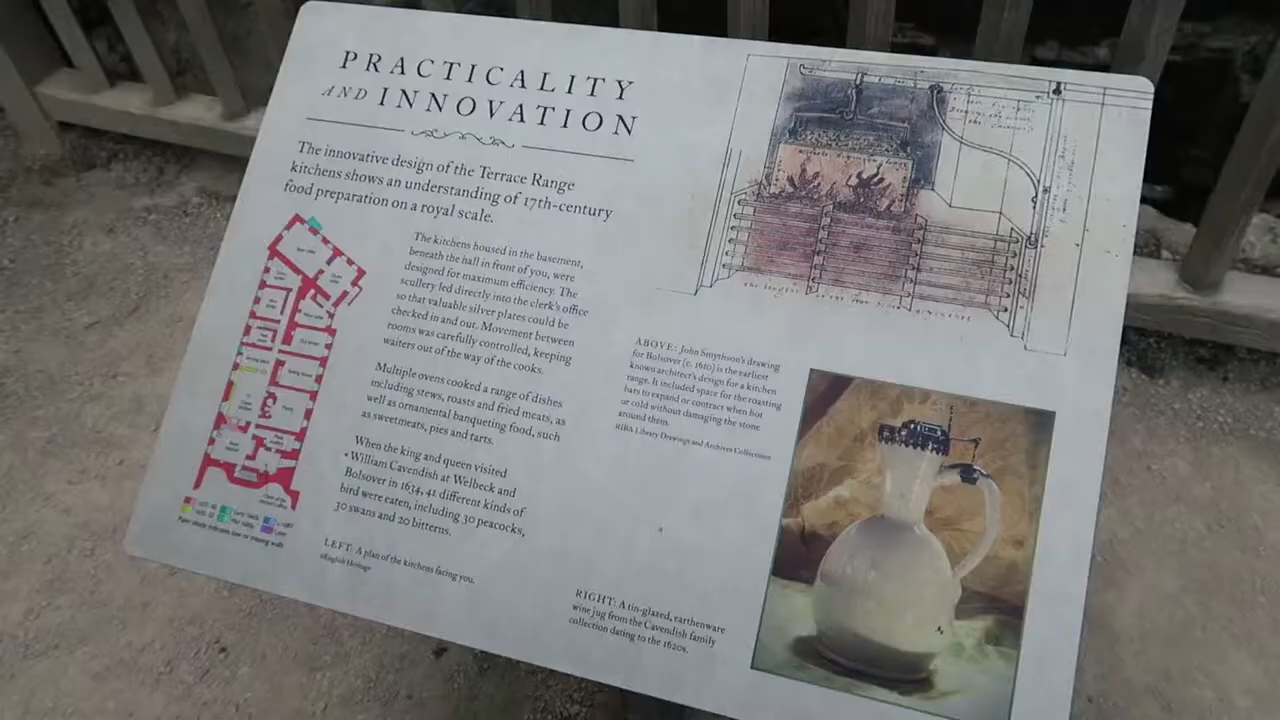 PRACTICALITY
AND INNOVATION
The innovative design of the Terrace Range
kitchens shows an understanding of 17th-century
food preparation on a royal scale.
The kitchens housed in the basement,
beneath the hall in front of you, were
designed for maximum efficiency. The
scullery led directly into the clerk's office
so that valuable silver plates could be
checked in and out. Movement between
rooms was carefully controlled, keeping
waiters out of the way of the cooks.
Multiple ovens cooked a range of dishes
including stews, roasts and fried meats, as
well as ornamental banqueting food, such
as sweetmeats, pies and tarts.
When the king and queen visited
William Cavendish at Welbeck and
Bolsover in 1634, 41 different kinds of
bird were eaten, including 30 peacocks,
30 swans and 20 bitterns.
LEFT: A plan of the kitchens facing you.
©English Heritage
ABOVE: John Smythson's drawing
for Bolsover (c. 1610) is the earliest
known architect's design for a kitchen
range. It included space for the roasting
bars to expand or contract when hot
or cold without damaging the stone
around them.
RIBA Library Drawings and Archives Collections
RIGHT: A tin-glazed, earthenware
wine jug from the Cavendish family
collection dating to the 1620s.